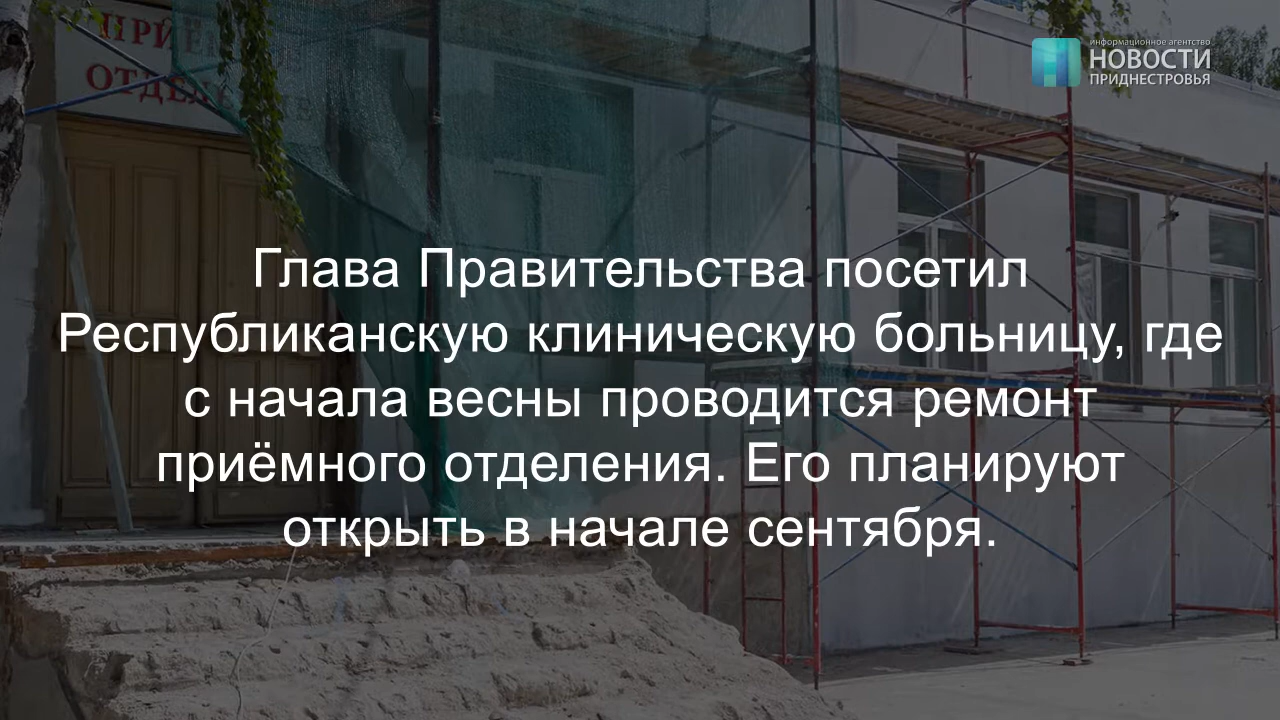 информационное агентство
НОВОСТИ
ПРИДНЕСТРОВЬЯ
Глава Правительства посетил
Республиканскую клиническую больницу, где
с начала весны проводится ремонт
приёмного отделения. Его планируют
открыть в начале сентября.